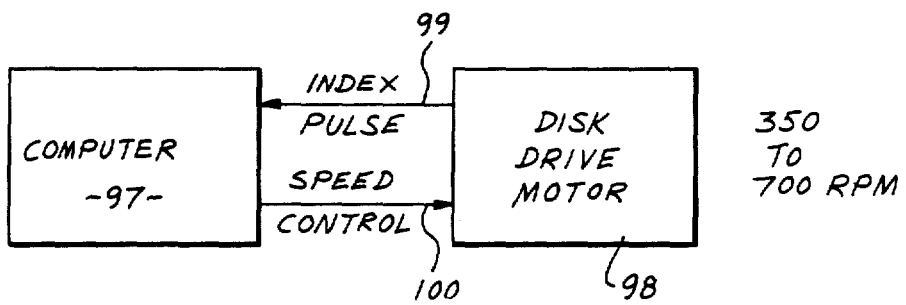 99
INDEX
PULSE
COMPUTER
-97-
SPEED
CONTROL
100
DISK
DRIVE
MOTOR
98
350
TO
700 RPM